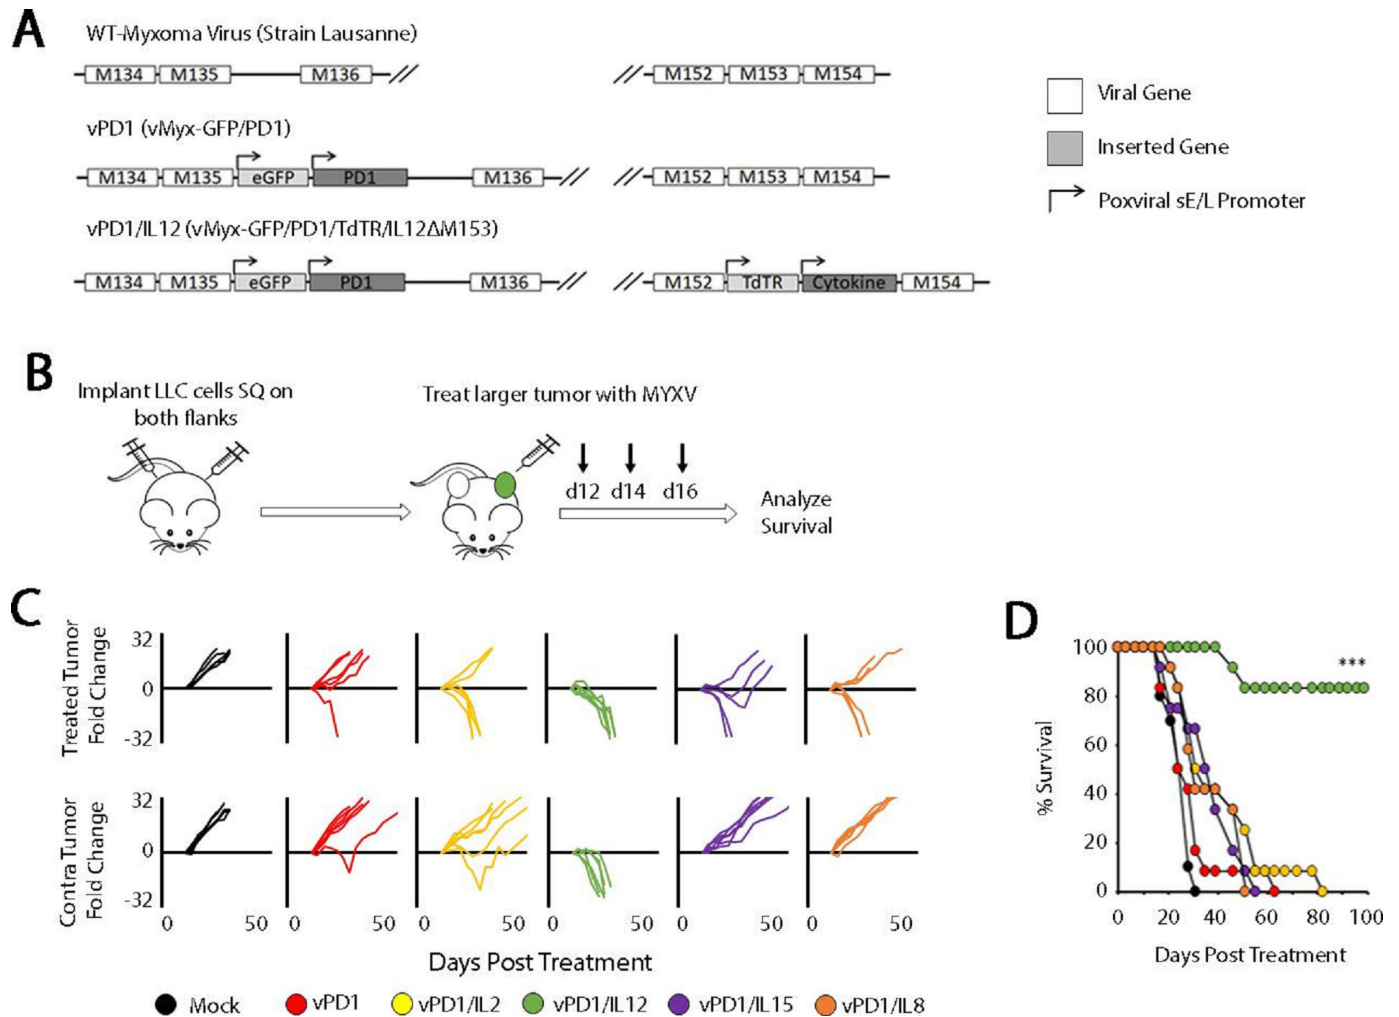 A
WT-Myxoma Virus (Strain Lausanne)
M134 M135 M136 M152 M153 M154
vPD1 (vMyx-GFP/PD1)
M134 M135 eGFP PD1 M136 M152 M153 M154
vPD1/IL12 (vMyx-GFP/PD1/TdTR/IL12ΔM153)
M134 M135 eGFP PD1 M136 M152 TdTR Cytokine M154
Viral Gene
Inserted Gene
Poxviral sE/L Promoter
B
Implant LLC cells SQ on
both flanks
Treat larger tumor with MYXV
d12 d14 d16
Analyze
Survival
C
Treated Tumor
Fold Change
32
0
-32
Contra Tumor
Fold Change
32
0
-32
0 50 0 50 0 50 0 50 0 50 0 50
Days Post Treatment
D
% Survival
100
80
60
40
20
0
***
0 20 40 60 80 100
Days Post Treatment
Mock vPD1 vPD1/IL2 vPD1/IL12 vPD1/IL15 vPD1/IL8